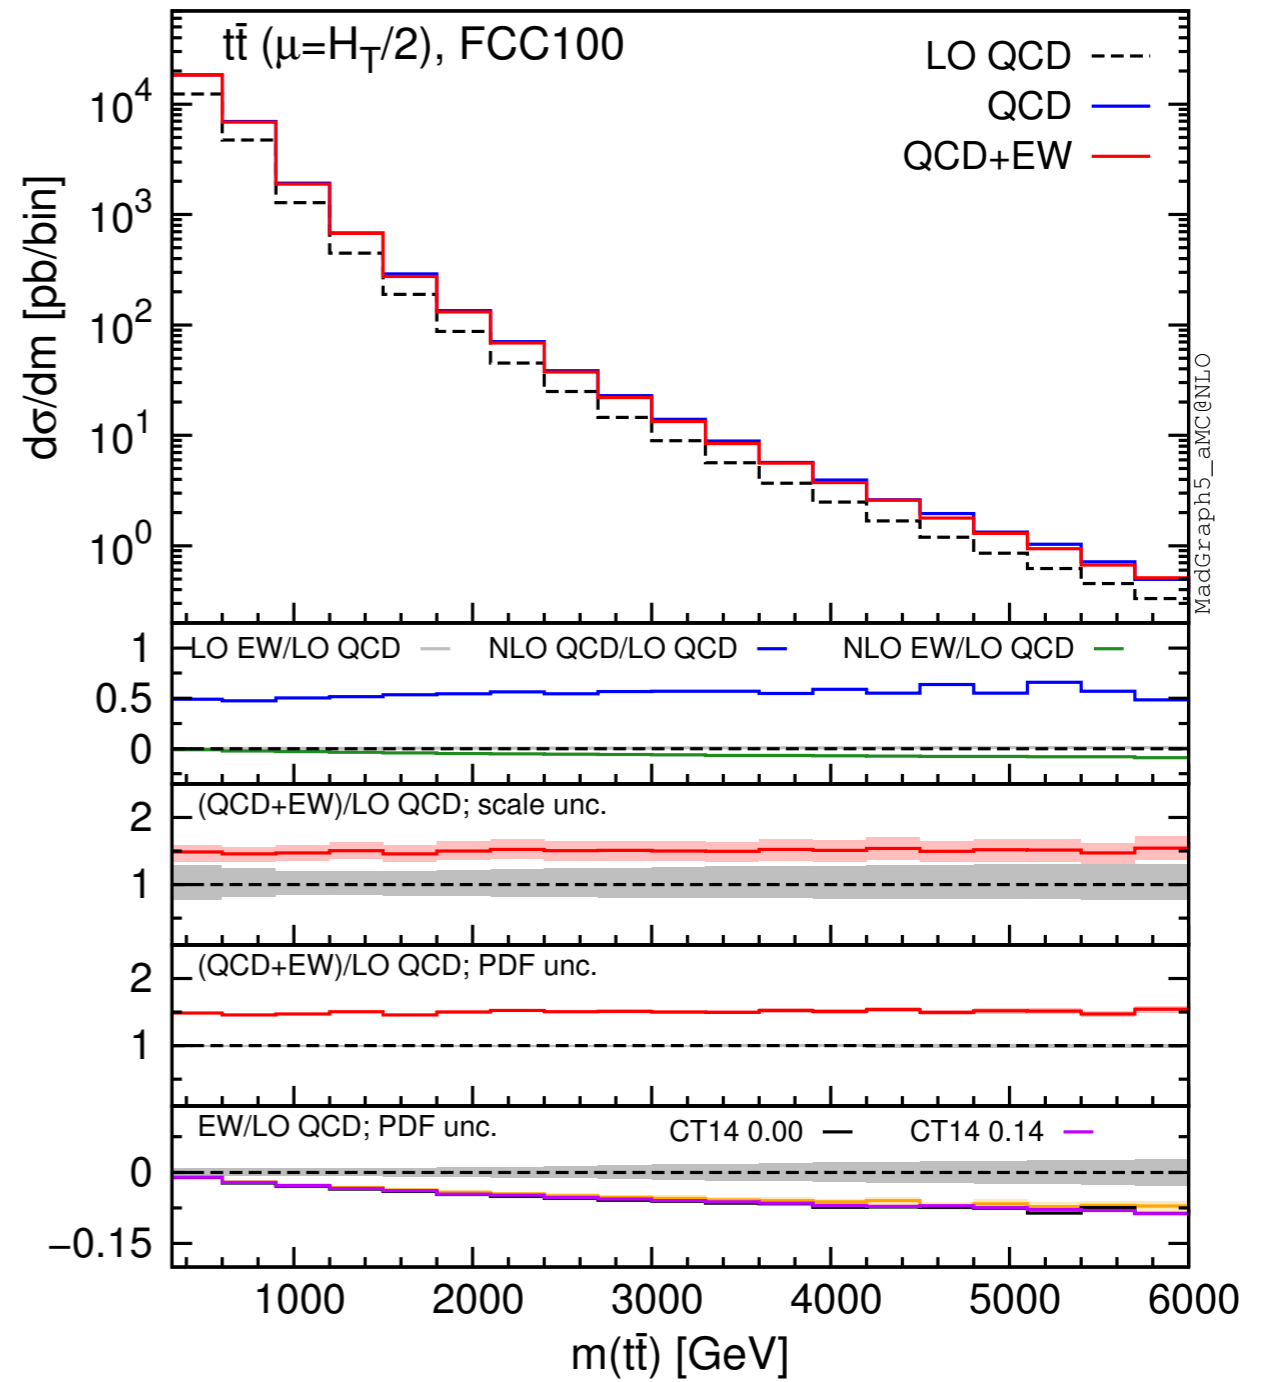 tt̄ (μ=H_T/2), FCC100
LO QCD
QCD
QCD+EW
dσ/dm [pb/bin]
10^4
10^3
10^2
10^1
10^0
MadGraph5_aMC@NLO
LO EW/LO QCD NLO QCD/LO QCD NLO EW/LO QCD
1
0.5
0
(QCD+EW)/LO QCD; scale unc.
2
1
(QCD+EW)/LO QCD; PDF unc.
2
1
EW/LO QCD; PDF unc. CT14 0.00 CT14 0.14
0
−0.15
1000 2000 3000 4000 5000 6000
m(tt̄) [GeV]